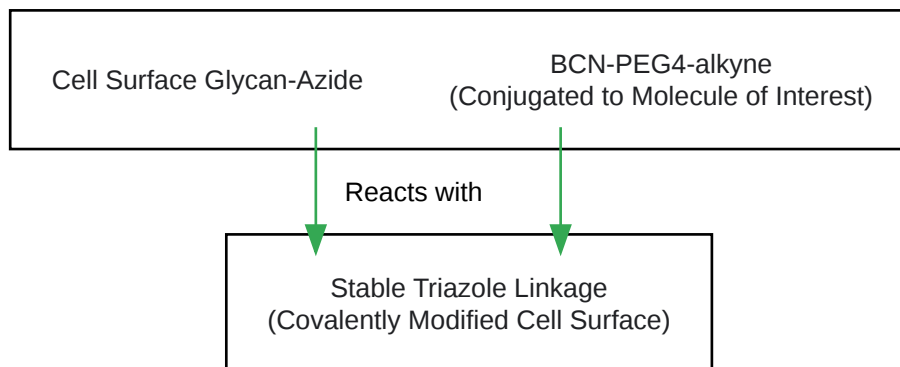 Cell Surface Glycan-Azide
BCN-PEG4-alkyne
(Conjugated to Molecule of Interest)
Reacts with
Stable Triazole Linkage
(Covalently Modified Cell Surface)